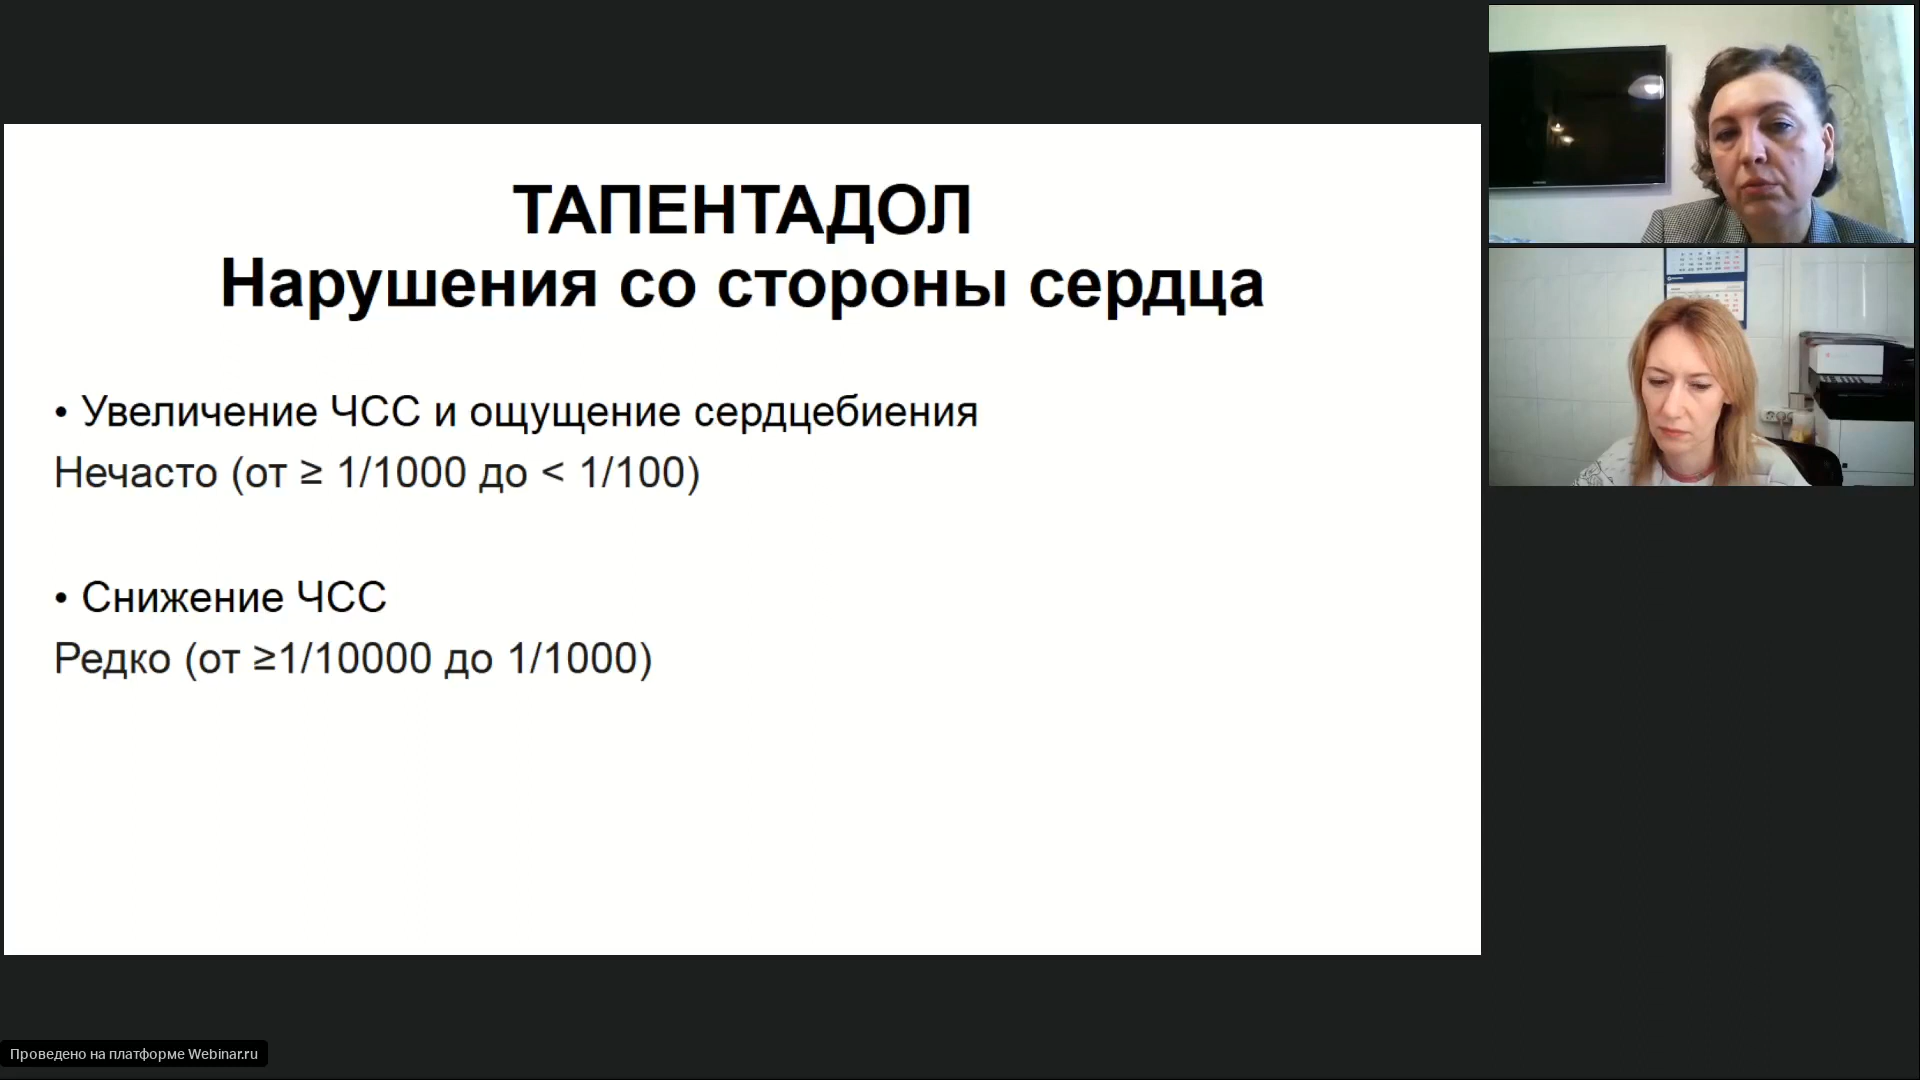 ТАПЕНТАДОЛ
Нарушения со стороны сердца
• Увеличение ЧСС и ощущение сердцебиения
Нечасто (от ≥ 1/1000 до < 1/100)
• Снижение ЧСС
Редко (от ≥1/10000 до 1/1000)
Проведено на платформе Webinar.ru